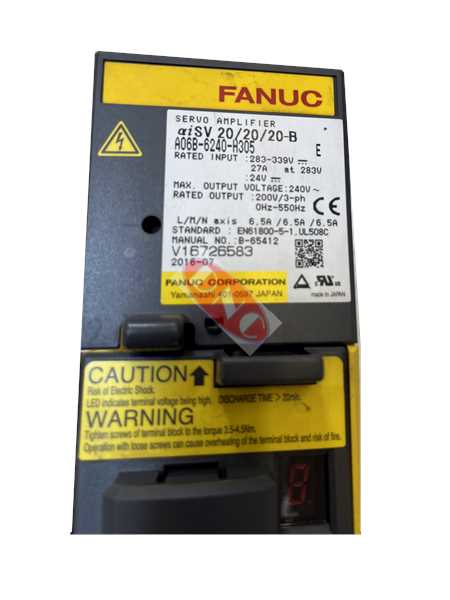 FANUC
SERVO AMPLIFIER
αiSV 20/20/20-B
A06B-6240-H305 E
RATED INPUT :283-339V⎓
27A at 283V
:24V⎓
MAX. OUTPUT VOLTAGE:240V~
RATED OUTPUT:200V/3-ph
0Hz-550Hz
CE
L/M/N axis 6.5A/6.5A/6.5A
STANDARD : EN61800-5-1,UL508C
MANUAL NO.:B-65412
V16726583
2016-07
FANUC CORPORATION
Yamanashi 401-0597 JAPAN
made in JAPAN
CNC
CAUTION
Risk of Electric Shock.
LED indicates terminal voltage being high. DISCHARGE TIME > 20min.
WARNING
Tighten screws of terminal block to the torque 3.5-4.5Nm.
Operation with loose screws can cause overheating of the terminal block and risk of fire.